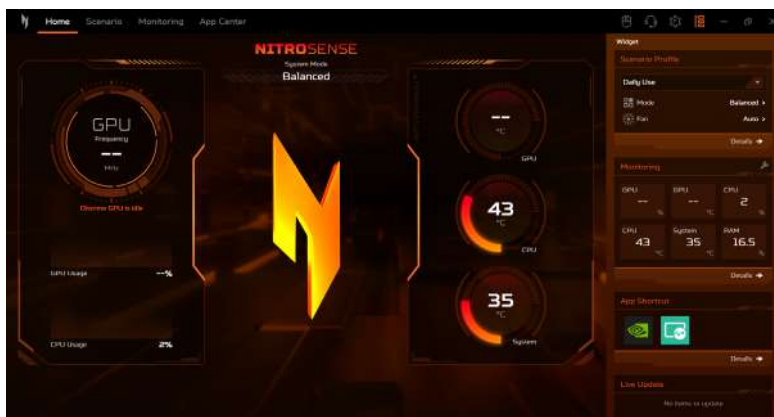 Home Scenario Monitoring App Center
NITROSENSE
System Mode
Balanced
GPU
Frequency
--
MHz
Discrete GPU is idle
GPU Usage --%
CPU Usage 2%
--
°C
GPU
43
°C
CPU
35
°C
System
Widget
Scenario Profile
Daily Use
Mode Balanced >
Fan Auto >
Details
Monitoring
GPU GPU CPU
-- -- 2
% °C %
CPU System RAM
43 35 16.5
°C °C %
Details
App Shortcut
Details
Live Update
No items to update